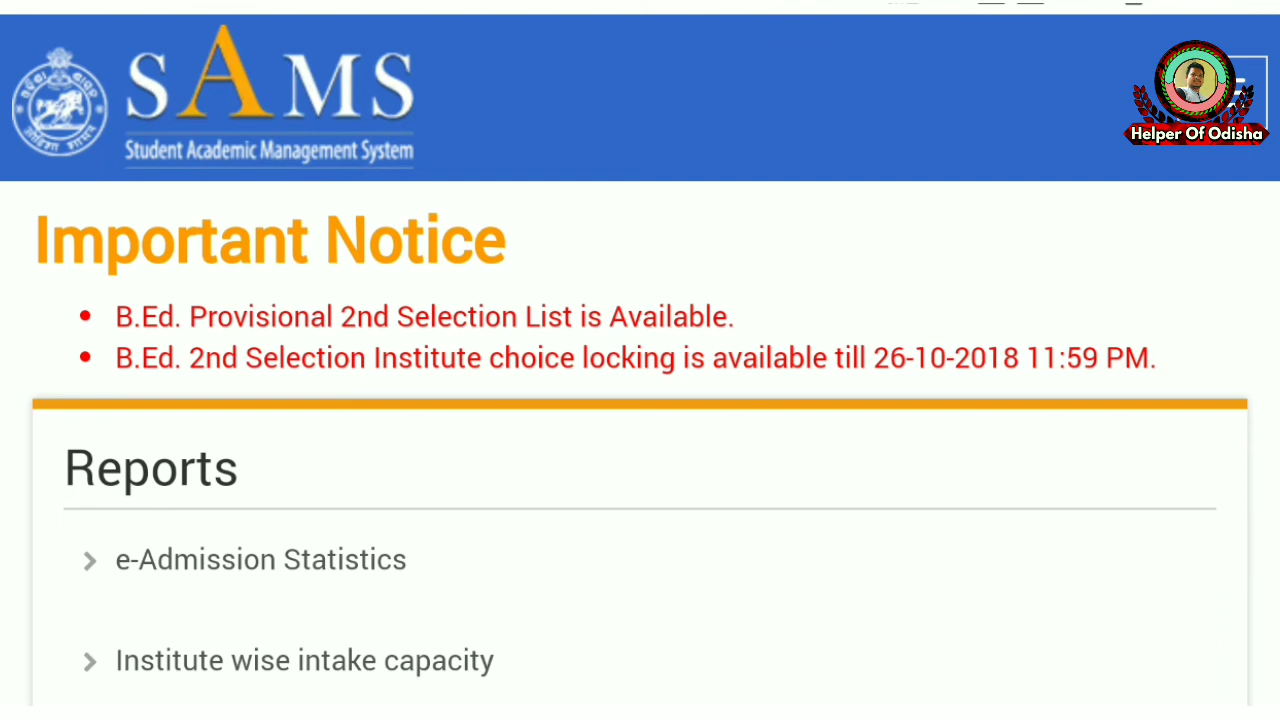 SAMS
Student Academic Management System
Helper Of Odisha
Important Notice
B.Ed. Provisional 2nd Selection List is Available.
B.Ed. 2nd Selection Institute choice locking is available till 26-10-2018 11:59 PM.
Reports
e-Admission Statistics
Institute wise intake capacity